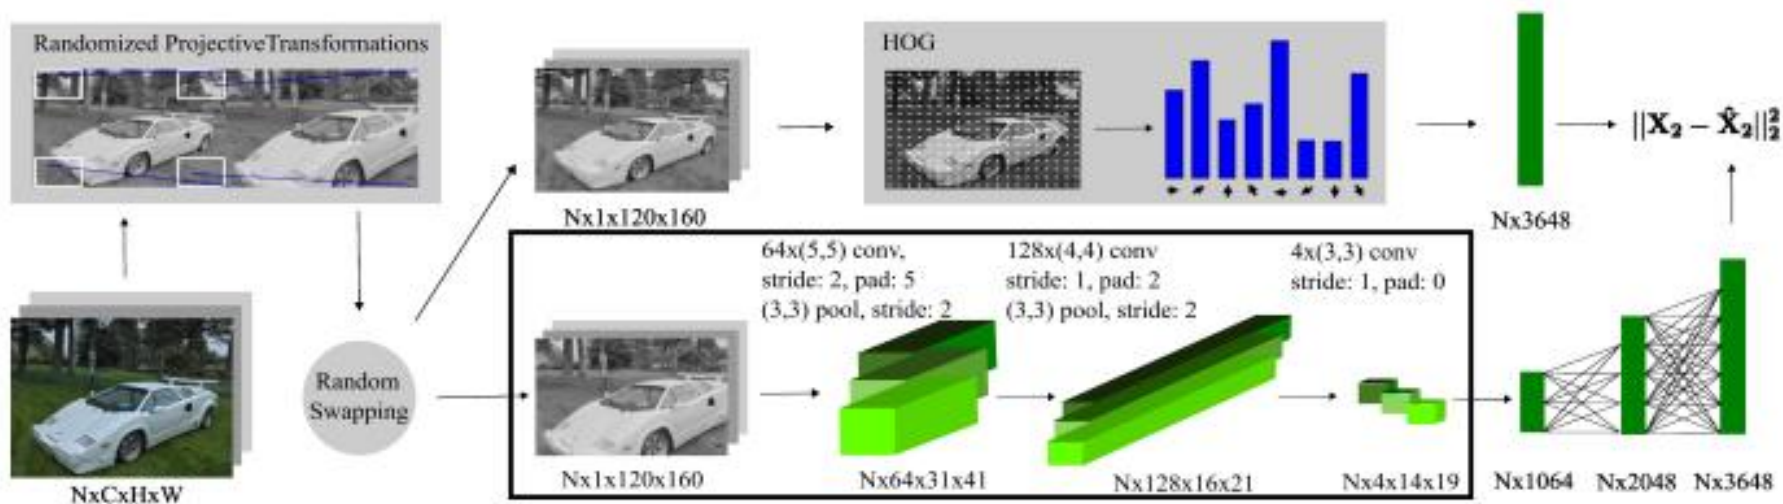 Randomized ProjectiveTransformations
NxCxHxW
Random
Swapping
Nx1x120x160
HOG
Nx3648
||X₂ − X̂₂||₂²
Nx1x120x160
64x(5,5) conv,
stride: 2, pad: 5
(3,3) pool, stride: 2
Nx64x31x41
128x(4,4) conv
stride: 1, pad: 2
(3,3) pool, stride: 2
Nx128x16x21
4x(3,3) conv
stride: 1, pad: 0
Nx4x14x19
Nx1064
Nx2048
Nx3648